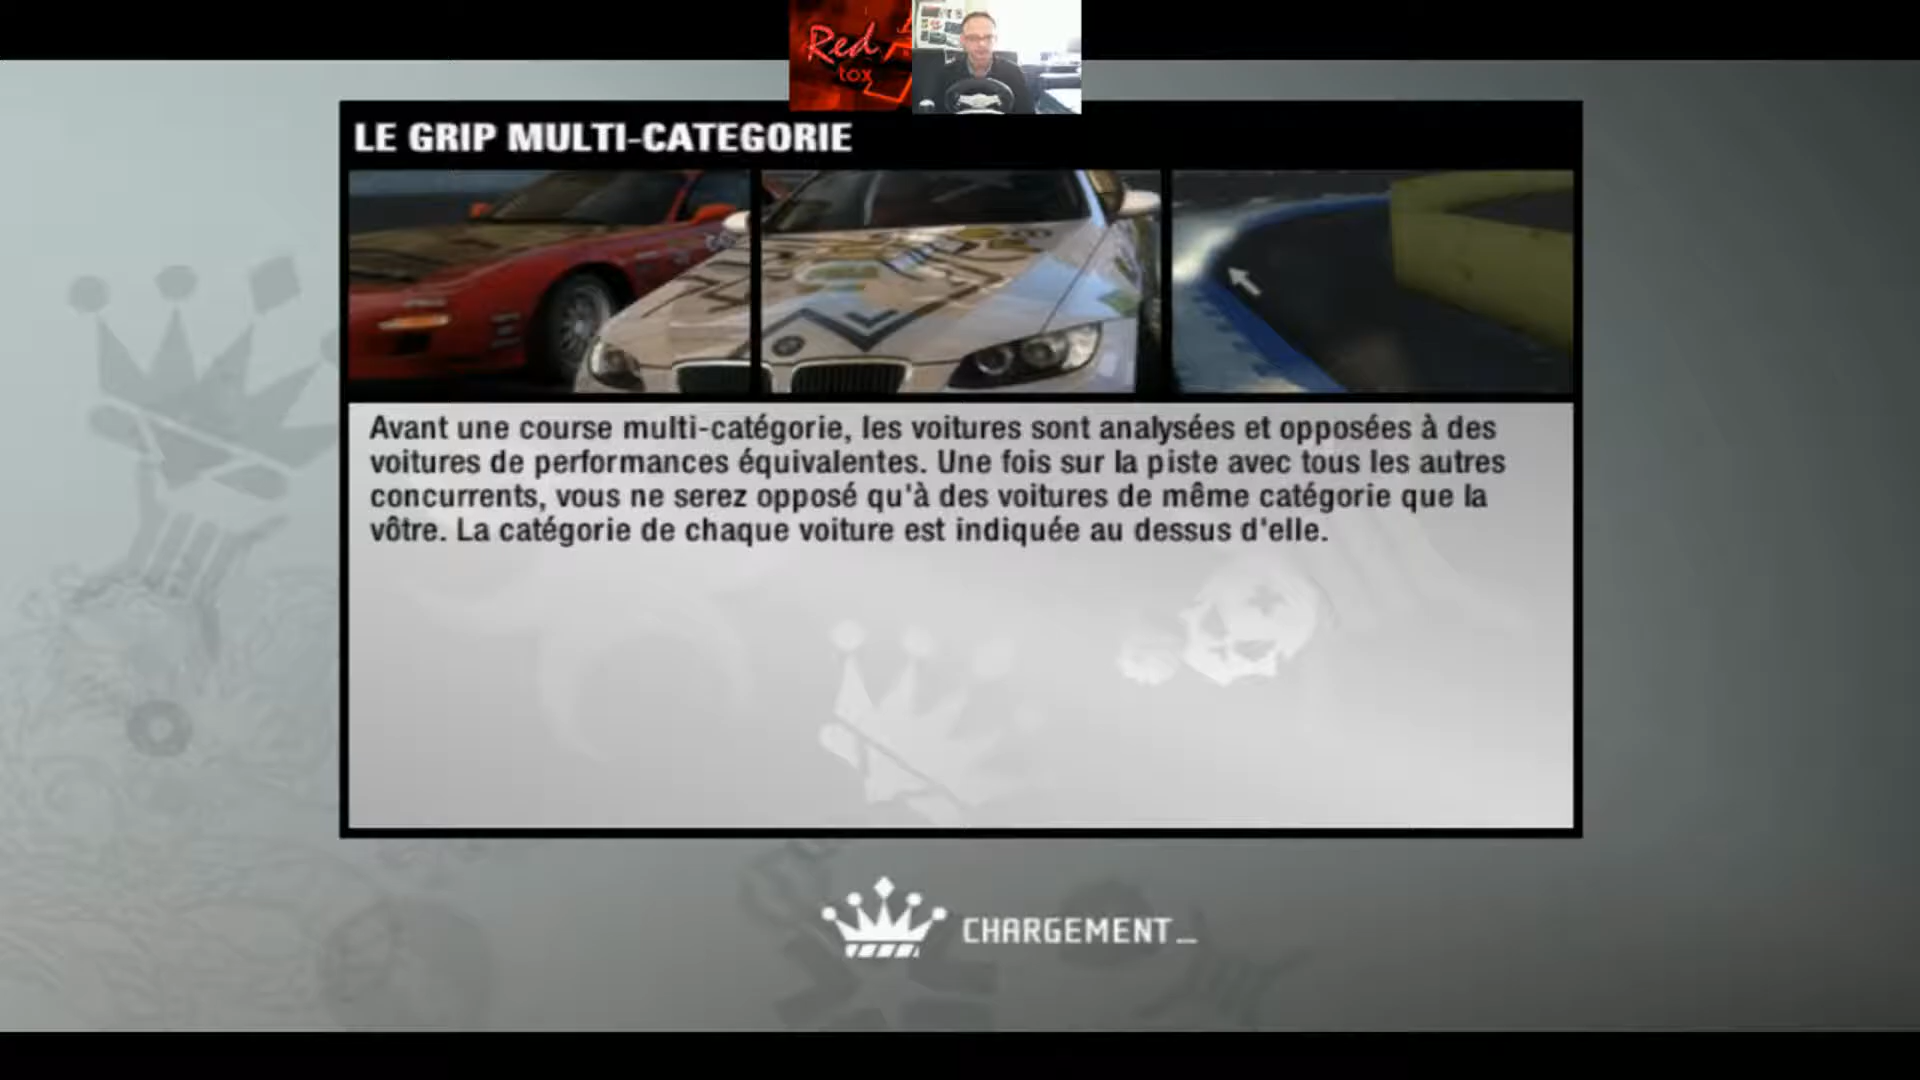 Red
tox
LE GRIP MULTI-CATEGORIE
Avant une course multi-catégorie, les voitures sont analysées et opposées à des
voitures de performances équivalentes. Une fois sur la piste avec tous les autres
concurrents, vous ne serez opposé qu'à des voitures de même catégorie que la
vôtre. La catégorie de chaque voiture est indiquée au dessus d'elle.
CHARGEMENT_